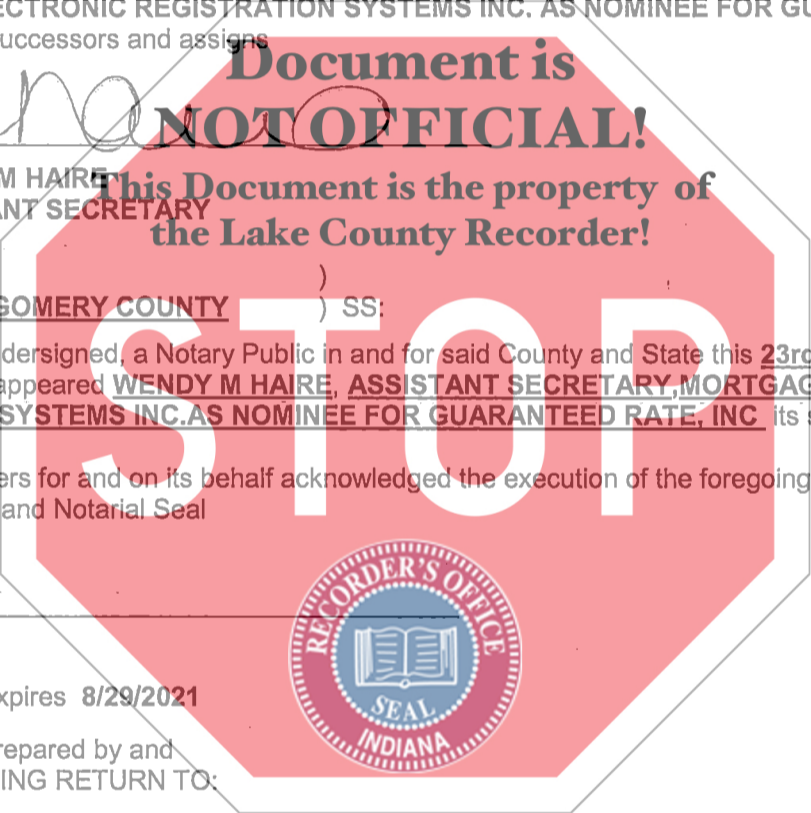 ECTRONIC REGISTRATION SYSTEMS INC. AS NOMINEE FOR GU
uccessors and assigns
Document is
NOT OFFICIAL!
M HAIRE
This Document is the property of
ANT SECRETARY
the Lake County Recorder!
)
GOMERY COUNTY ) SS:
STOP
dersigned, a Notary Public in and for said County and State this 23rd
appeared WENDY M HAIRE, ASSISTANT SECRETARY,MORTGAG
SYSTEMS INC.AS NOMINEE FOR GUARANTEED RATE, INC its s
ers for and on its behalf acknowledged the execution of the foregoing
and Notarial Seal
RECORDER'S OFFICE
SEAL
INDIANA
xpires 8/29/2021
repared by and
ING RETURN TO: